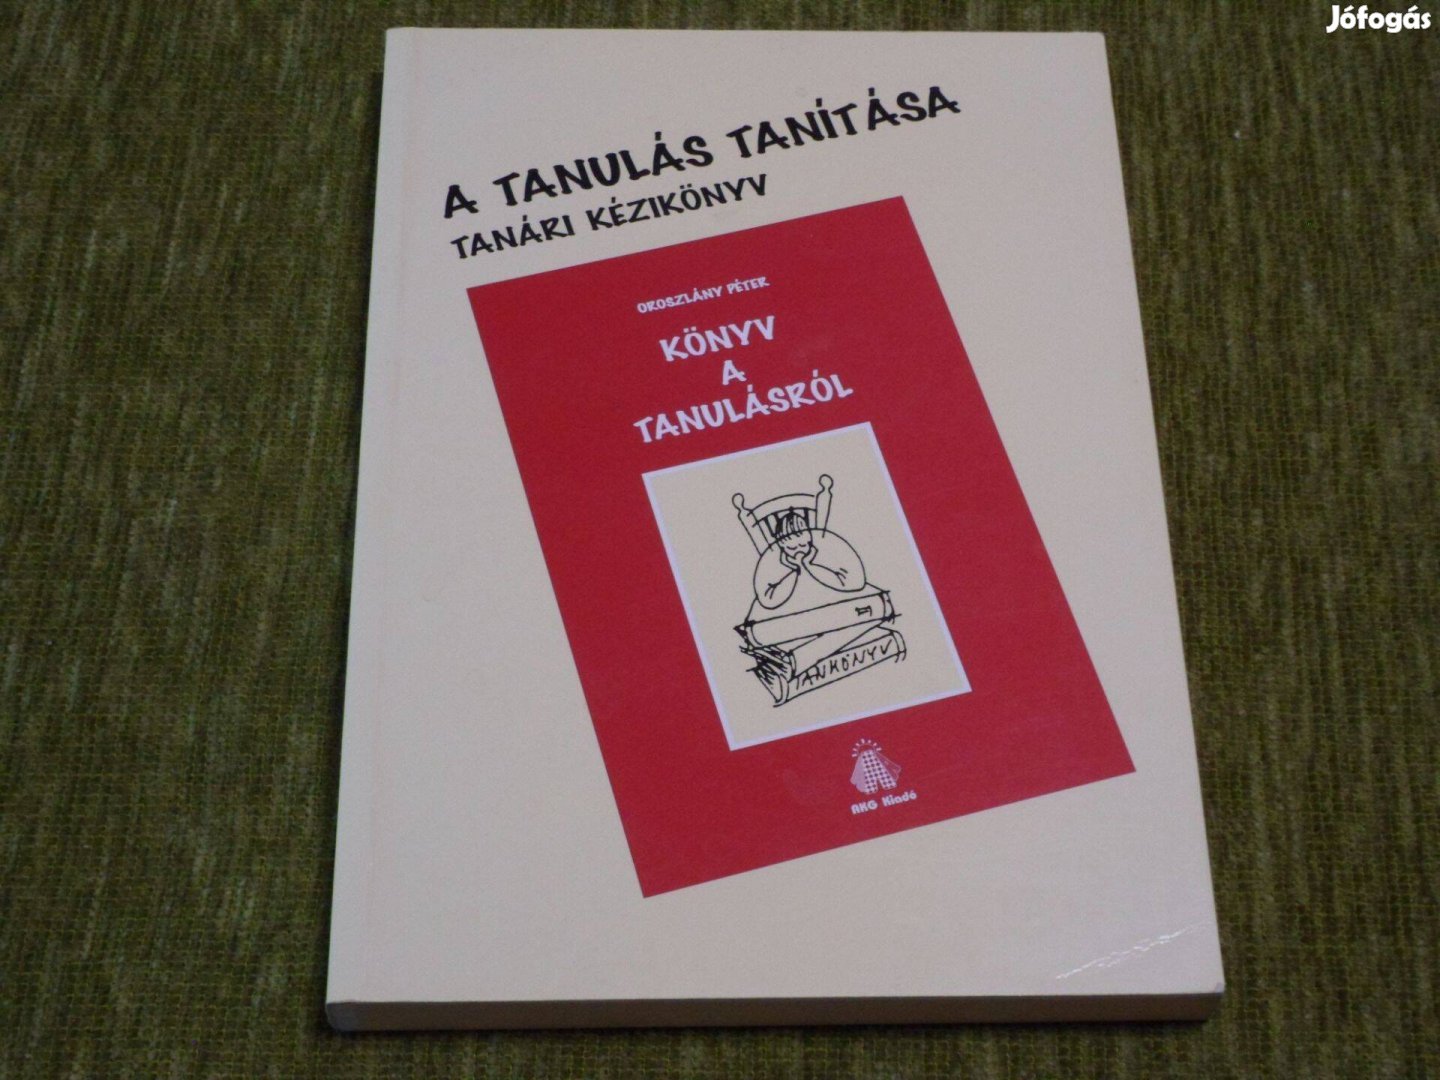 Jófogás
A TANULÁS TANÍTÁSA
TANÁRI KÉZIKÖNYV
OROSZLÁNY PÉTER
KÖNYV
A
TANULÁSRÓL
TANKÖNYV
AKG Kiadó